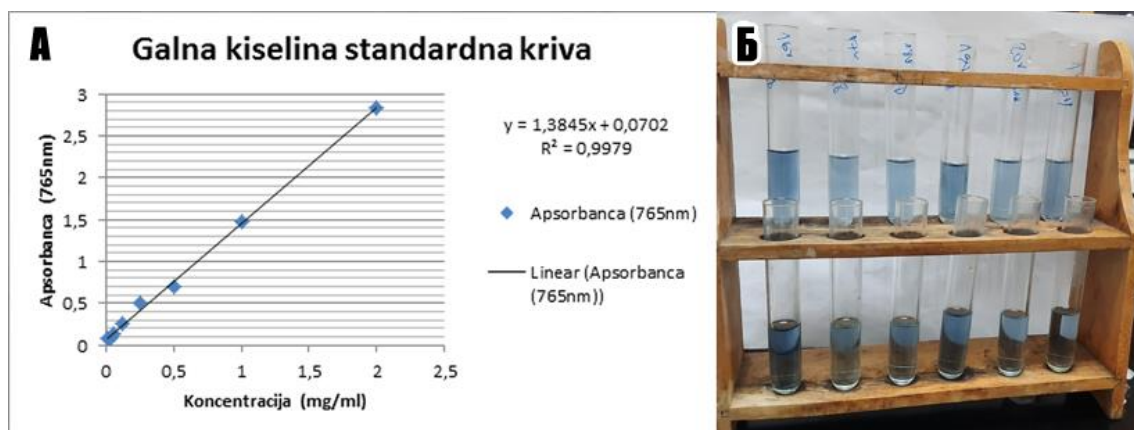 А
Galna kiselina standardna kriva
3
2,5
2
1,5
1
0,5
0
0
0,5
1
1,5
2
2,5
Apsorbanca (765nm)
Koncentracija (mg/ml)
y = 1,3845x + 0,0702
R² = 0,9979
Apsorbanca (765nm)
Linear (Apsorbanca
(765nm))
Б